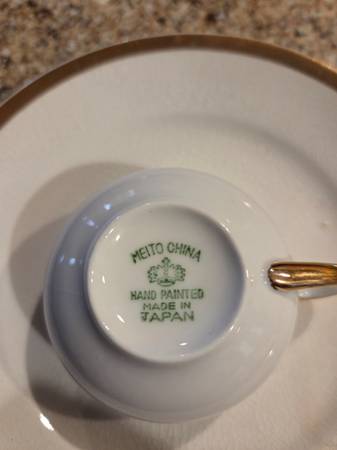 MEITO CHINA
HAND PAINTED
MADE IN
JAPAN